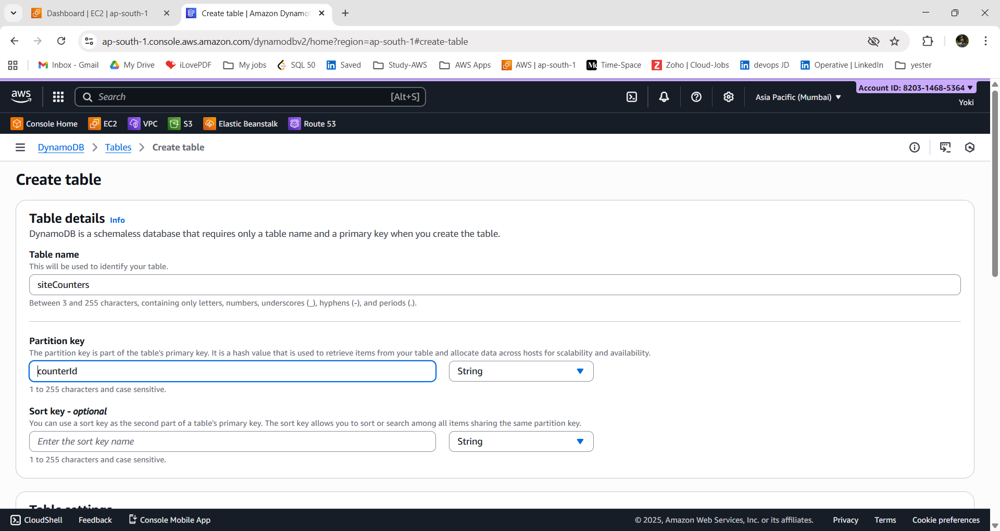 Dashboard | EC2 | ap-south-1
Create table | Amazon Dynamo
ap-south-1.console.aws.amazon.com/dynamodbv2/home?region=ap-south-1#create-table
Inbox - Gmail My Drive iLovePDF My jobs SQL 50 Saved Study-AWS AWS Apps AWS | ap-south-1 Time-Space Zoho | Cloud-Jobs devops JD Operative | LinkedIn yester
aws Search [Alt+S] Asia Pacific (Mumbai) Account ID: 8203-1468-5364
Yoki
Console Home EC2 VPC S3 Elastic Beanstalk Route 53
DynamoDB Tables Create table
Create table
Table details Info
DynamoDB is a schemaless database that requires only a table name and a primary key when you create the table.
Table name
This will be used to identify your table.
siteCounters
Between 3 and 255 characters, containing only letters, numbers, underscores (_), hyphens (-), and periods (.).
Partition key
The partition key is part of the table's primary key. It is a hash value that is used to retrieve items from your table and allocate data across hosts for scalability and availability.
counterId String
1 to 255 characters and case sensitive.
Sort key - optional
You can use a sort key as the second part of a table's primary key. The sort key allows you to sort or search among all items sharing the same partition key.
Enter the sort key name String
1 to 255 characters and case sensitive.
Table settings
CloudShell Feedback Console Mobile App © 2025, Amazon Web Services, Inc. or its affiliates. Privacy Terms Cookie preferences